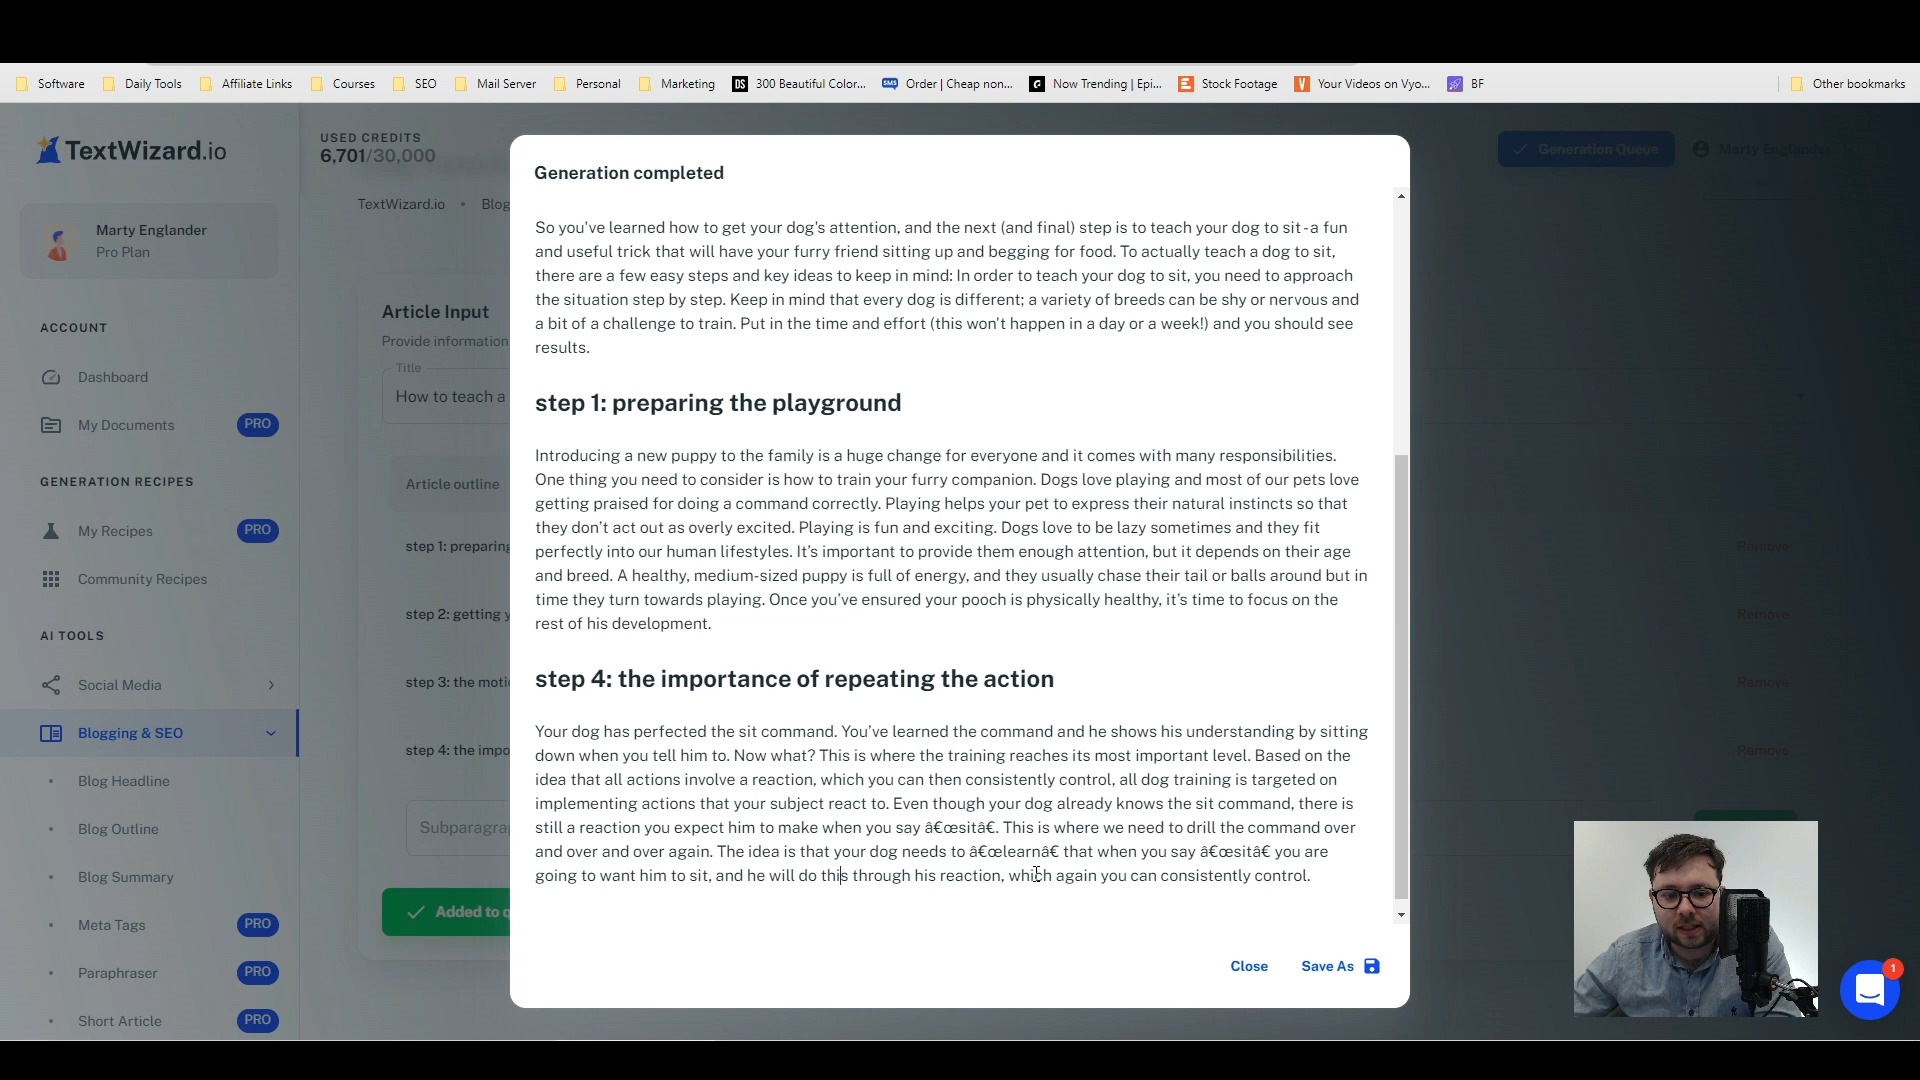 Software Daily Tools Affiliate Links Courses SEO Mail Server Personal Marketing DS 300 Beautiful Color... SMS Order | Cheap non... Now Trending | Epi... Stock Footage V Your Videos on Vyo... BF Other bookmarks
TextWizard.io
Marty Englander
Pro Plan
ACCOUNT
Dashboard
My Documents PRO
GENERATION RECIPES
My Recipes PRO
Community Recipes
AI TOOLS
Social Media
Blogging & SEO
Blog Headline
Blog Outline
Blog Summary
Meta Tags PRO
Paraphraser PRO
Short Article PRO
USED CREDITS
6,701/30,000
Generation Queue
TextWizard.io • Blog
Article Input
Provide information
Title
How to teach a
Article outline
step 1: preparing
step 2: getting y
step 3: the moti
step 4: the impo
Subparagra
Added to q
Remove
Remove
Remove
Remove
Generation completed
So you've learned how to get your dog's attention, and the next (and final) step is to teach your dog to sit - a fun
and useful trick that will have your furry friend sitting up and begging for food. To actually teach a dog to sit,
there are a few easy steps and key ideas to keep in mind: In order to teach your dog to sit, you need to approach
the situation step by step. Keep in mind that every dog is different; a variety of breeds can be shy or nervous and
a bit of a challenge to train. Put in the time and effort (this won't happen in a day or a week!) and you should see
results.
step 1: preparing the playground
Introducing a new puppy to the family is a huge change for everyone and it comes with many responsibilities.
One thing you need to consider is how to train your furry companion. Dogs love playing and most of our pets love
getting praised for doing a command correctly. Playing helps your pet to express their natural instincts so that
they don’t act out as overly excited. Playing is fun and exciting. Dogs love to be lazy sometimes and they fit
perfectly into our human lifestyles. It’s important to provide them enough attention, but it depends on their age
and breed. A healthy, medium-sized puppy is full of energy, and they usually chase their tail or balls around but in
time they turn towards playing. Once you’ve ensured your pooch is physically healthy, it’s time to focus on the
rest of his development.
step 4: the importance of repeating the action
Your dog has perfected the sit command. You’ve learned the command and he shows his understanding by sitting
down when you tell him to. Now what? This is where the training reaches its most important level. Based on the
idea that all actions involve a reaction, which you can then consistently control, all dog training is targeted on
implementing actions that your subject react to. Even though your dog already knows the sit command, there is
still a reaction you expect him to make when you say â€œsitâ€. This is where we need to drill the command over
and over and over again. The idea is that your dog needs to â€œlearnâ€ that when you say â€œsitâ€ you are
going to want him to sit, and he will do this through his reaction, which again you can consistently control.
Close Save As
1